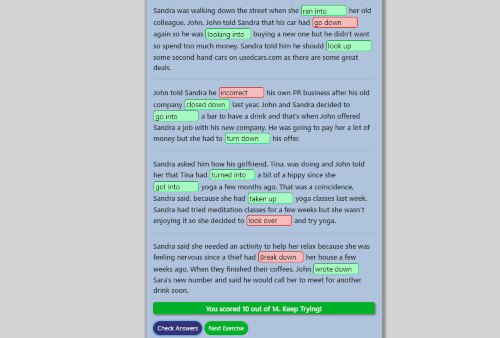 Sandra was walking down the street when she ran into her old
colleague, John. John told Sandra that his car had go down
again so he was looking into buying a new one but he didn't want
so spend too much money. Sandra told him he should look up
some second hand cars on usedcars.com as there are some great
deals.
John told Sandra he incorrect his own PR business after his old
company closed down last year. John and Sandra decided to
go into a bar to have a drink and that's when John offered
Sandra a job with his new company. He was going to pay her a lot of
money but she had to turn down his offer.
Sandra asked him how his girlfriend, Tina, was doing and John told
her that Tina had turned into a bit of a hippy since she
got into yoga a few months ago. That was a coincidence,
Sandra said, because she had taken up yoga classes last week.
Sandra had tried meditation classes for a few weeks but she wasn't
enjoying it so she decided to look over and try yoga.
Sandra said she needed an activity to help her relax because she was
feeling nervous since a thief had Break down her house a few
weeks ago. When they finished their coffees, John wrote down
Sara's new number and said he would call her to meet for another
drink soon.
You scored 10 out of 14. Keep Trying!
Check Answers Next Exercise